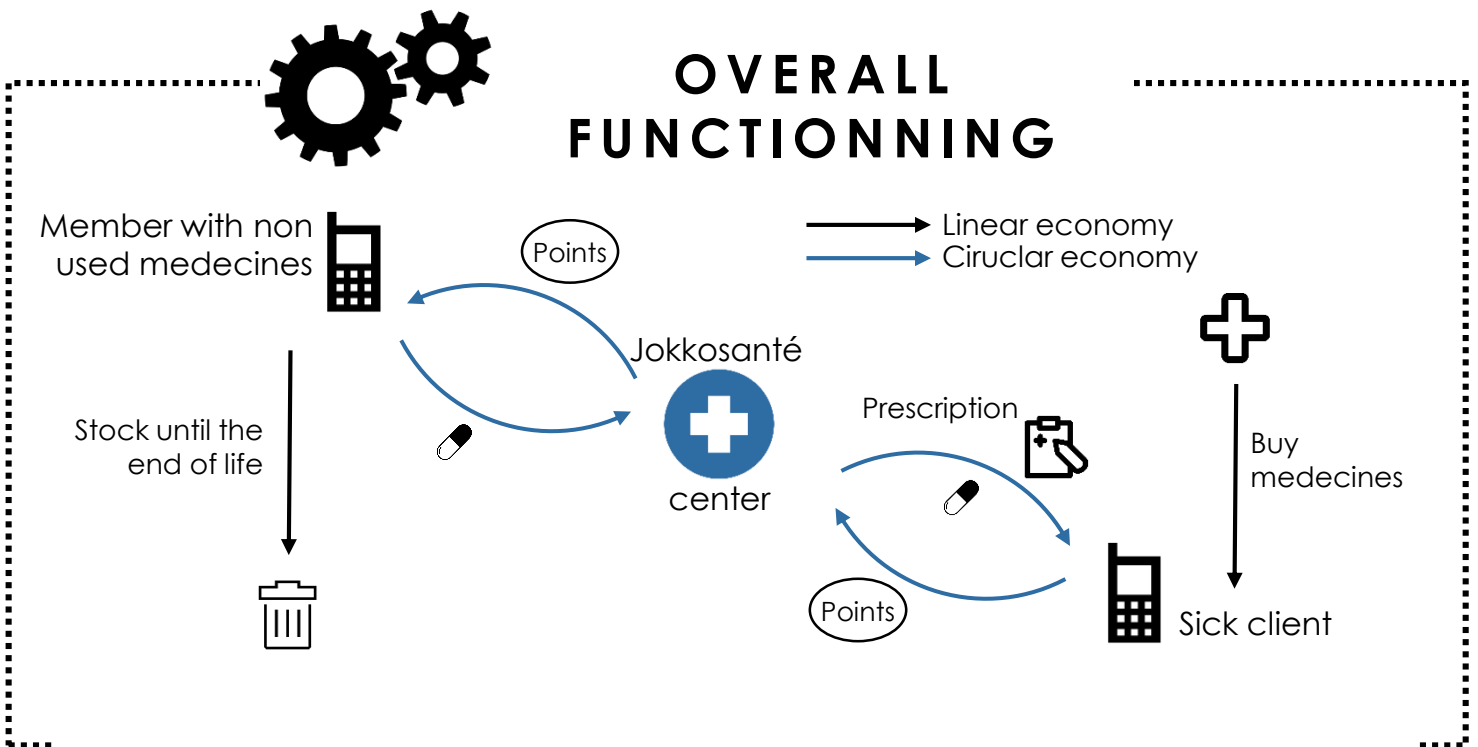 OVERALL
FUNCTIONNING
Member with non
used medecines
Points
Linear economy
Ciruclar economy
Jokkosanté
center
Stock until the
end of life
Prescription
Buy
medecines
Points
Sick client